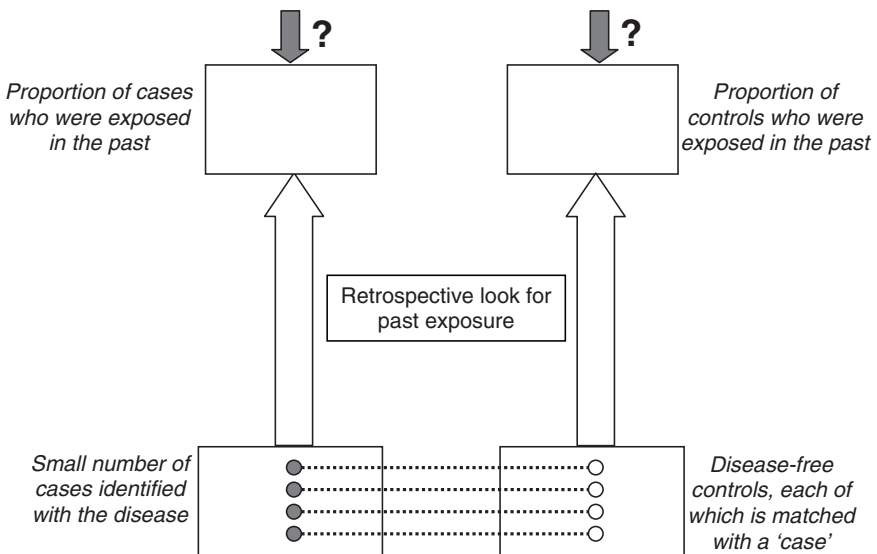 ?
?
Proportion of cases
who were exposed
in the past
Proportion of
controls who were
exposed in the past
Retrospective look for
past exposure
Small number of
cases identified
with the disease
Disease-free
controls, each of
which is matched
with a ‘case’